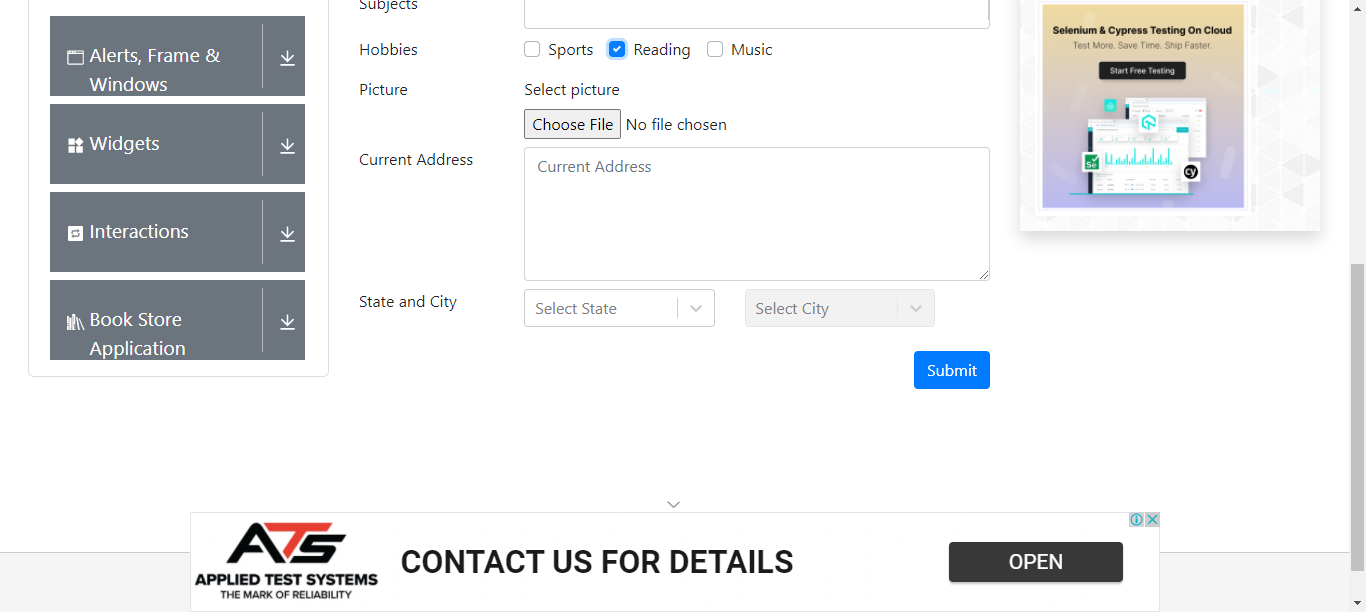 Alerts, Frame &
Windows
Widgets
Interactions
Book Store
Application
Subjects
Hobbies
Sports
Reading
Music
Picture
Select picture
Choose File No file chosen
Current Address
Current Address
State and City
Select State
Select City
Submit
Selenium & Cypress Testing On Cloud
Test More. Save Time. Ship Faster.
Start Free Testing
Se
cy
ATS
APPLIED TEST SYSTEMS
THE MARK OF RELIABILITY
CONTACT US FOR DETAILS
OPEN